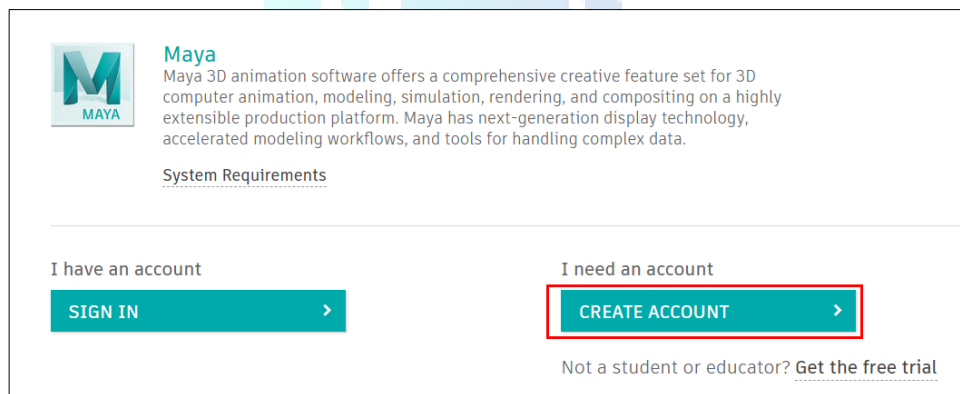 Maya
Maya 3D animation software offers a comprehensive creative feature set for 3D
computer animation, modeling, simulation, rendering, and compositing on a highly
extensible production platform. Maya has next-generation display technology,
accelerated modeling workflows, and tools for handling complex data.
MAYA
System Requirements
I have an account
SIGN IN
I need an account
CREATE ACCOUNT
Not a student or educator? Get the free trial